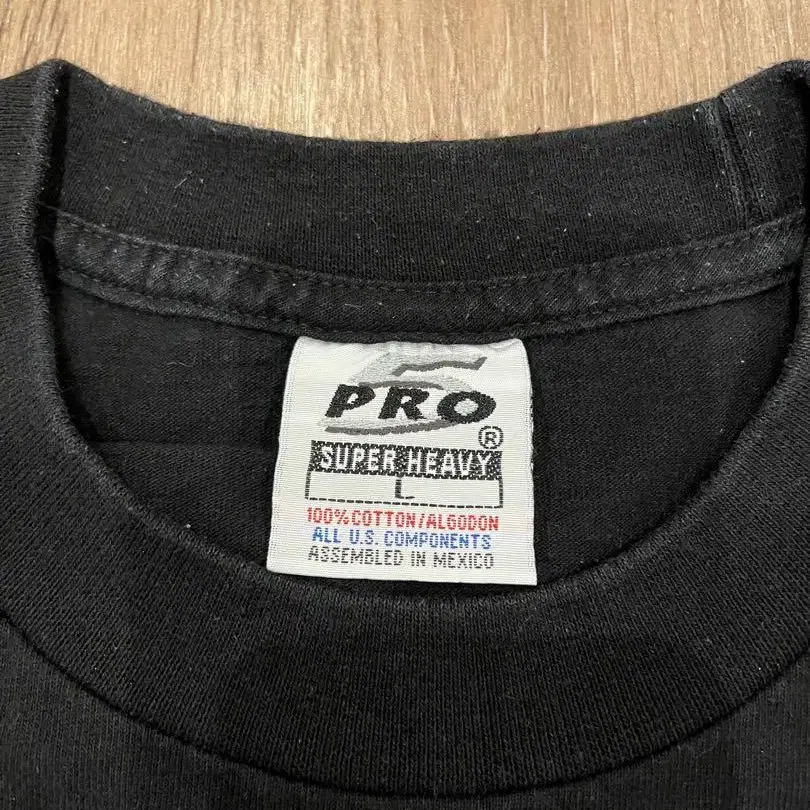 PRO
®
SUPER HEAVY
L
100% COTTON/ALGODON
ALL U.S. COMPONENTS
ASSEMBLED IN MEXICO